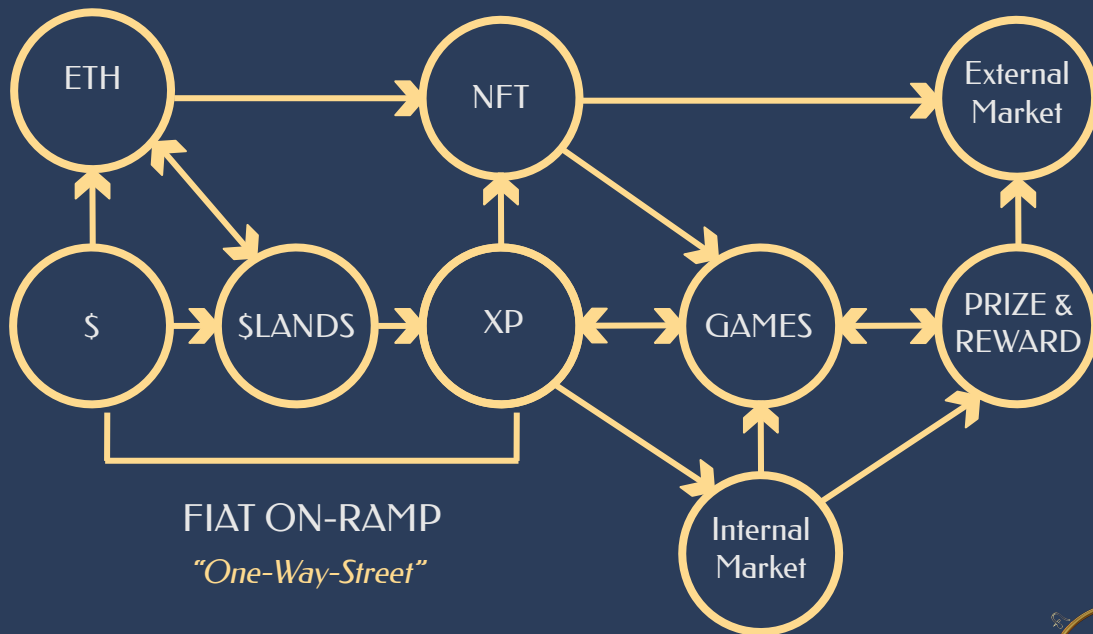 ETH
NFT
External
Market
$
$LANDS
XP
GAMES
PRIZE &
REWARD
FIAT ON-RAMP
“One-Way-Street”
Internal
Market